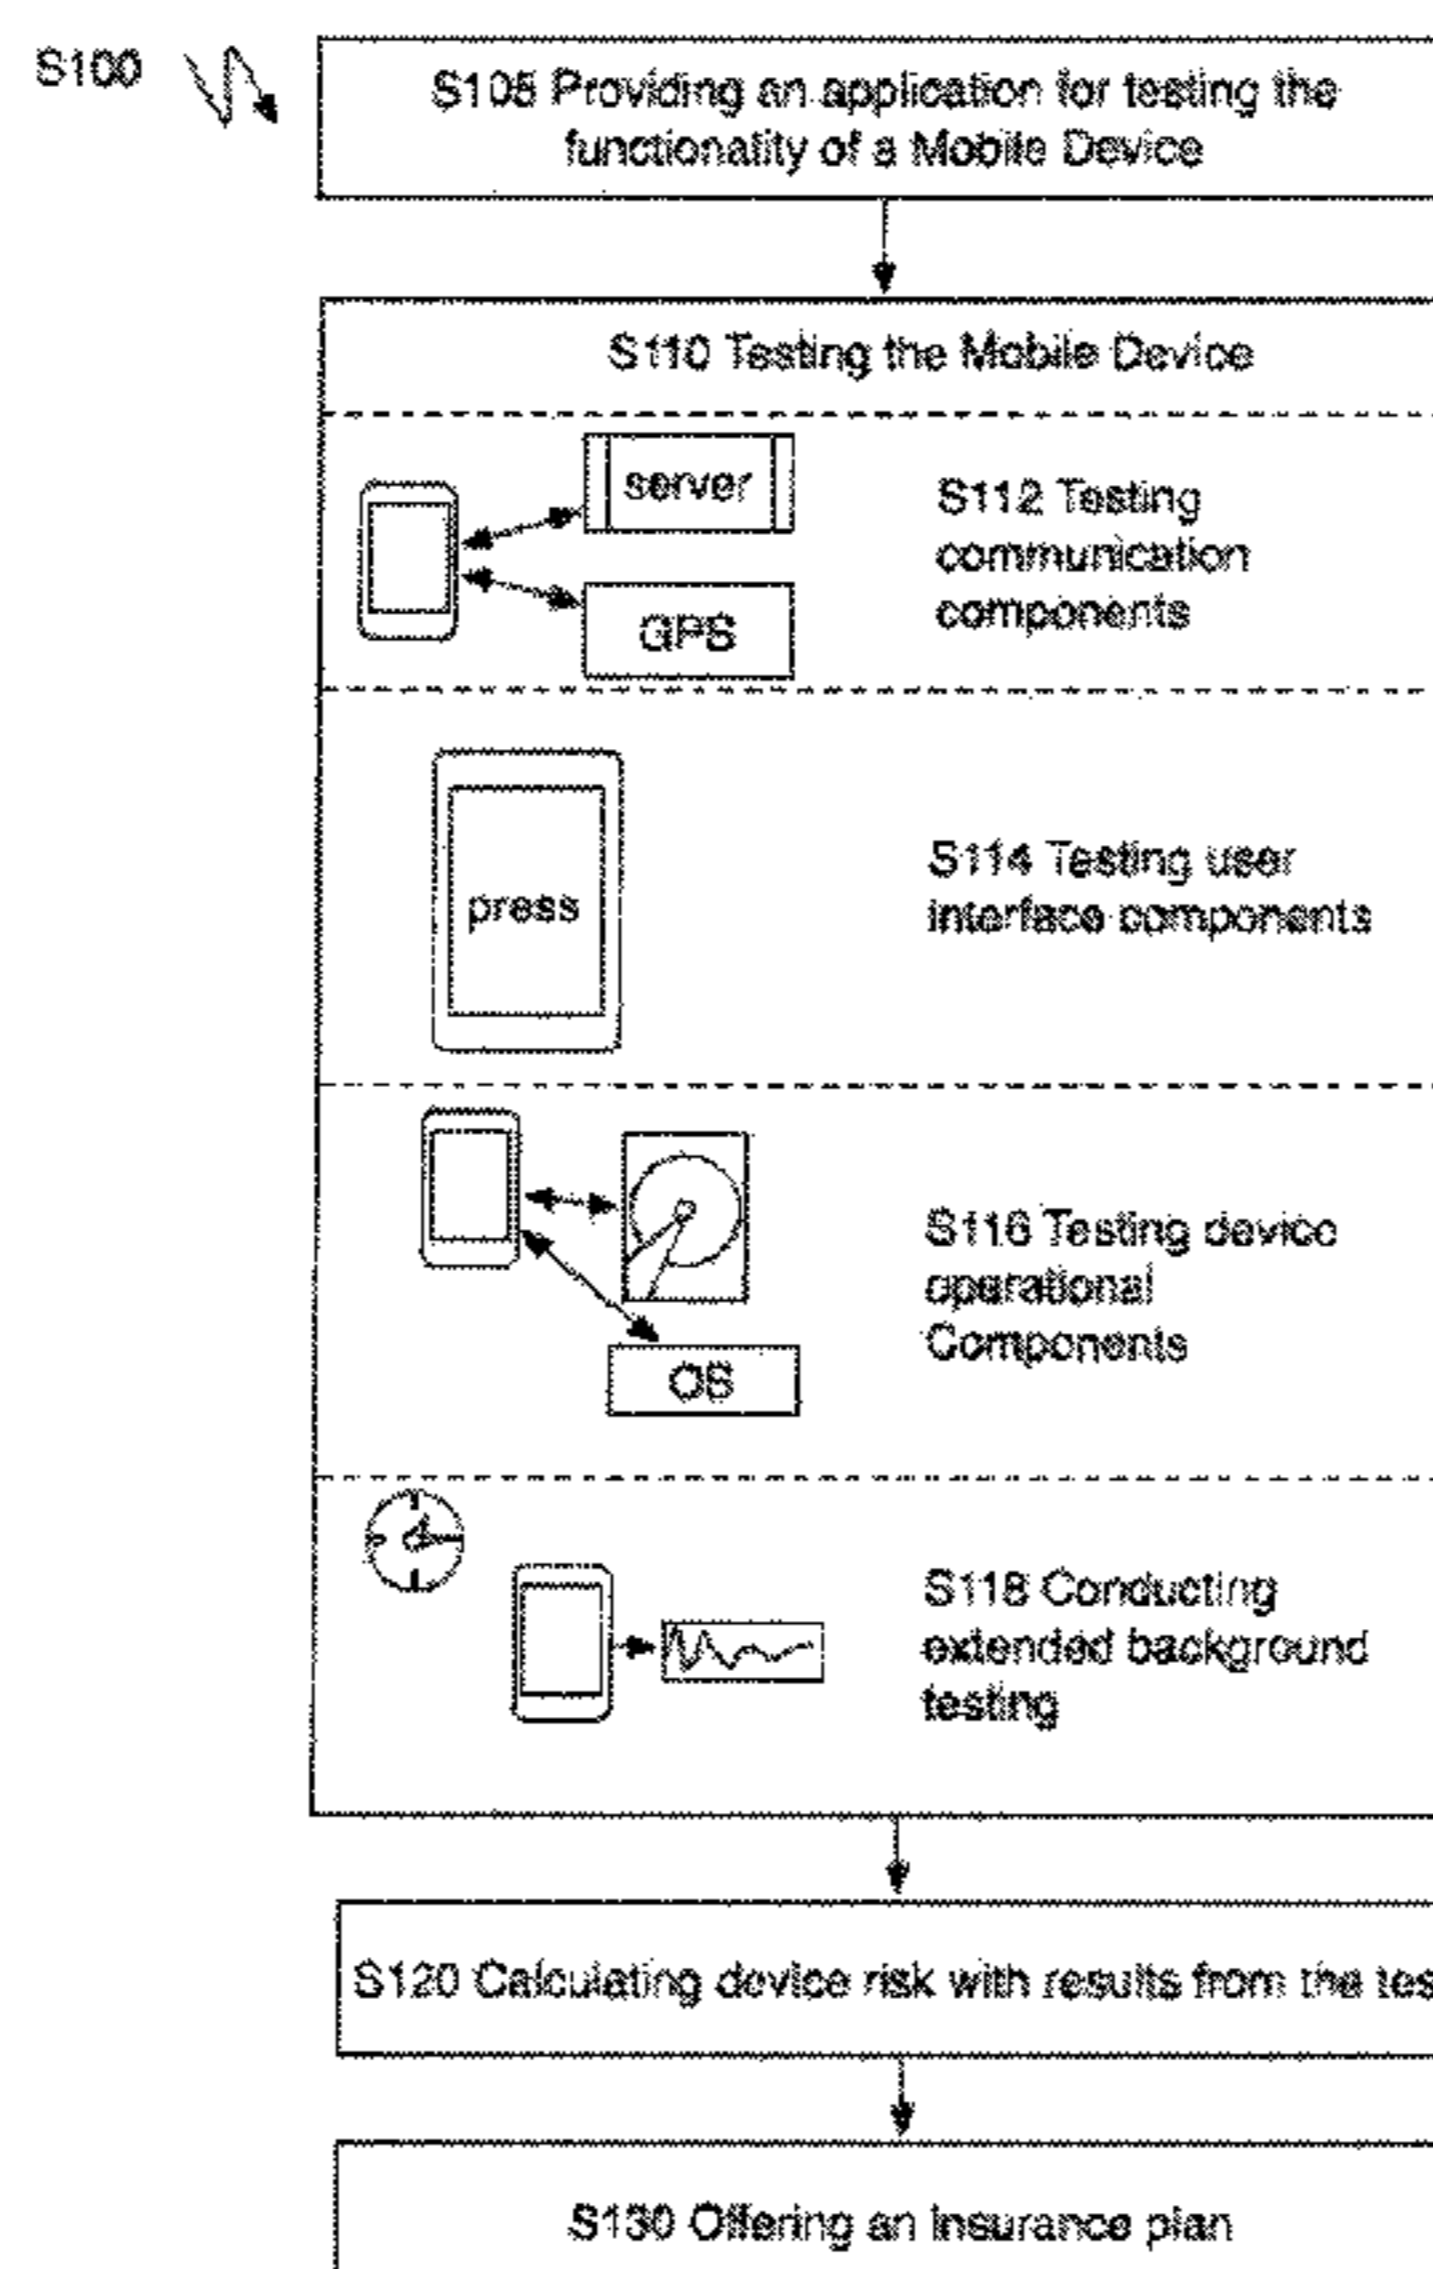 S100
S105 Providing an application for testing the
functionality of a Mobile Device
S110 Testing the Mobile Device
server
GPS
S112 Testing
communication
components
press
S114 Testing user
interface components
OS
S116 Testing device
operational
Components
S118 Conducting
extended background
testing
S120 Calculating device risk with results from the tes
S130 Offering an insurance plan